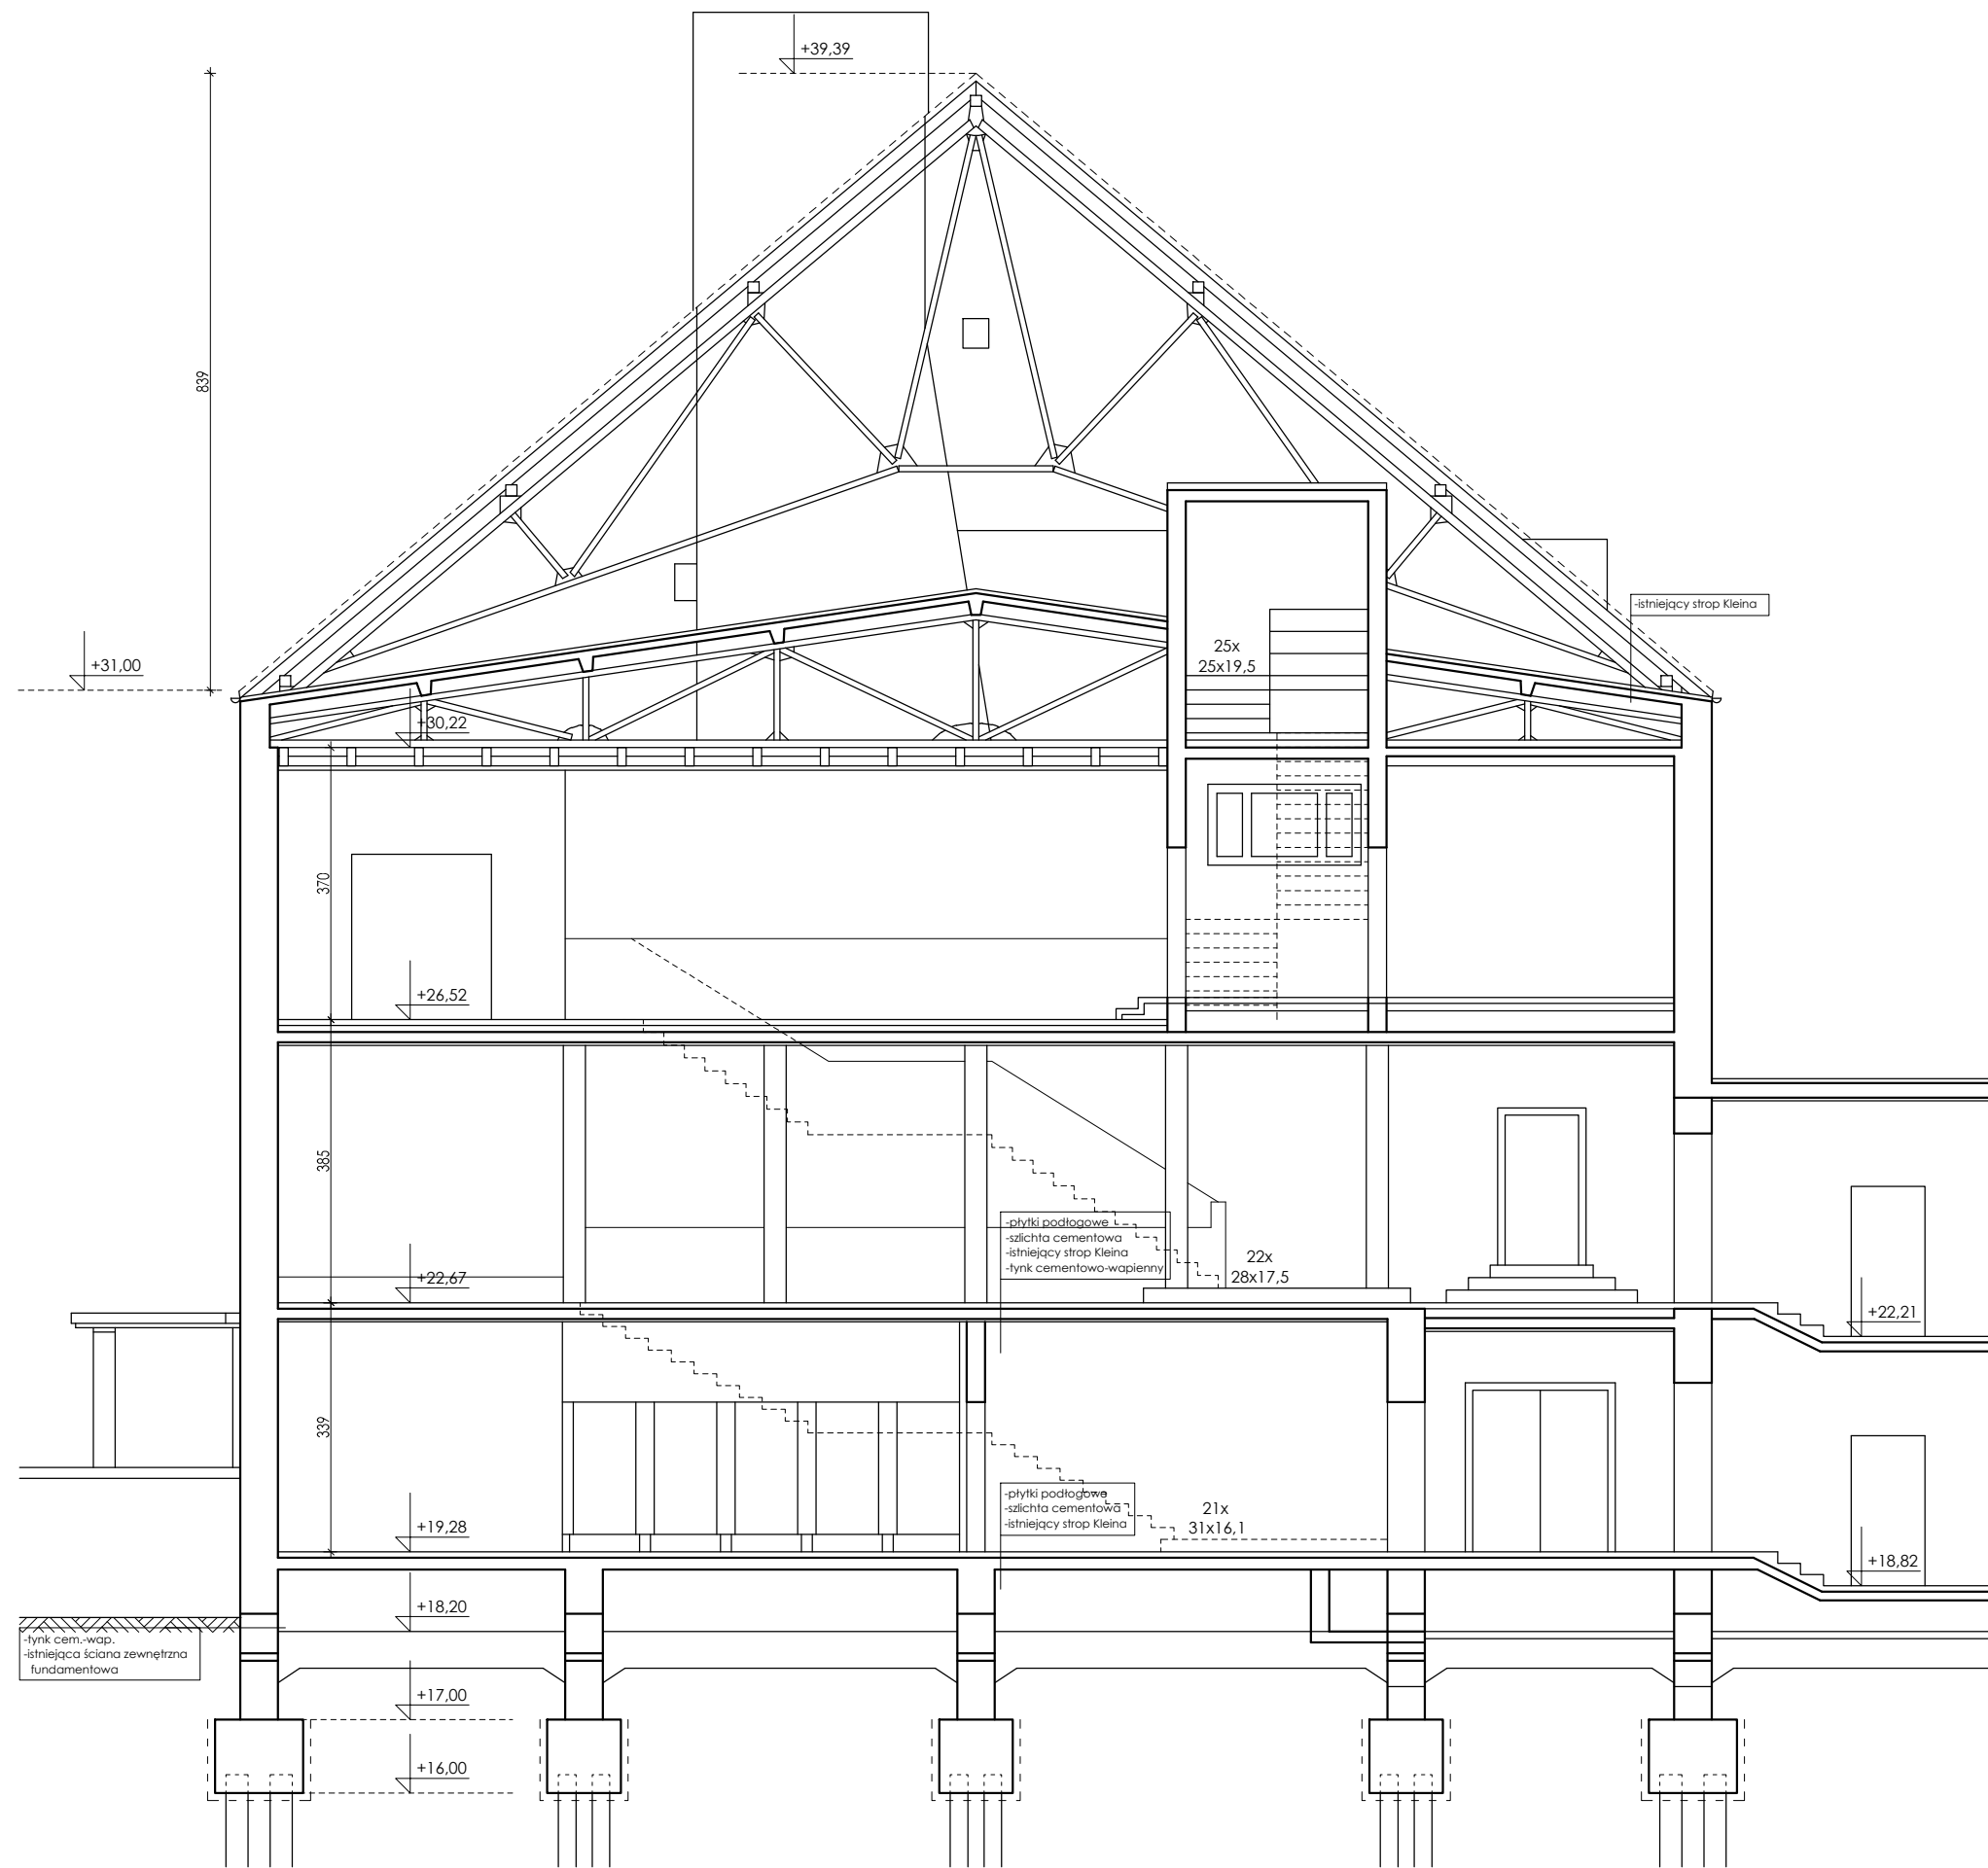 +39,39
839
-istniejący strop Kleina
25x
25x19,5
+31,00
+30,22
370
+26,52
385
-płytki podłogowe
-szlichta cementowa
-istniejący strop Kleina
-tynk cementowo-wapienny
22x
28x17,5
+22,67
+22,21
339
-płytki podłogowe
-szlichta cementowa
-istniejący strop Kleina
21x
31x16,1
+19,28
+18,82
+18,20
-tynk cem.-wap.
-istniejąca ściana zewnętrzna
fundamentowa
+17,00
+16,00